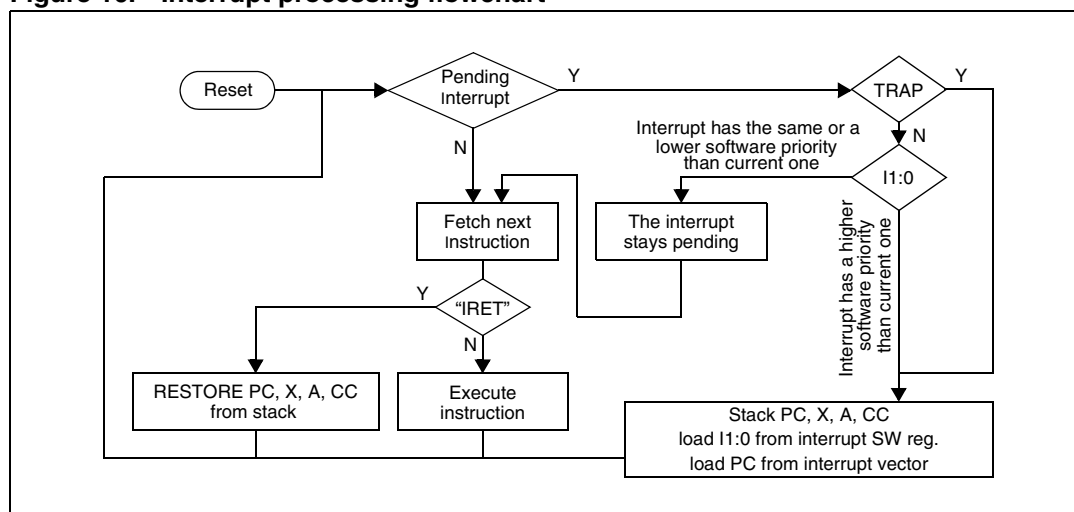 Figure 16. Interrupt processing flowchart
Reset
Pending
Interrupt
Y
TRAP
Y
N
Interrupt has the same or a
lower software priority
than current one
N
I1:0
Fetch next
Instruction
The interrupt
stays pending
Interrupt has a higher
software priority
than current one
Y
“IRET”
N
RESTORE PC, X, A, CC
from stack
Execute
instruction
Stack PC, X, A, CC
load I1:0 from interrupt SW reg.
load PC from interrupt vector